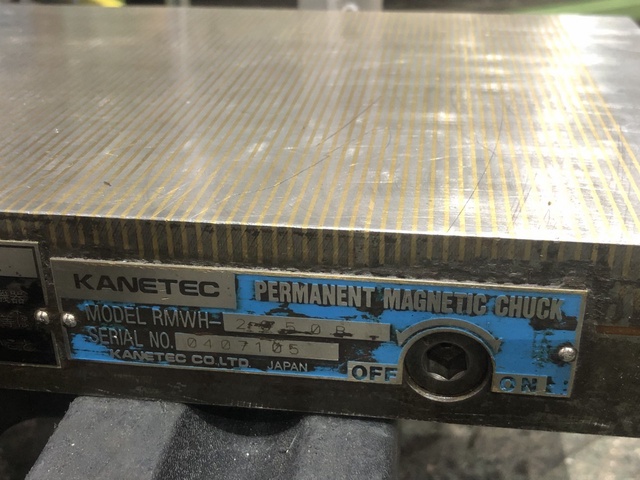 KANETEC
PERMANENT MAGNETIC CHUCK
MODEL RMWH-
SERIAL NO. 0407105
KANETEC CO.,LTD. JAPAN
OFF
ON